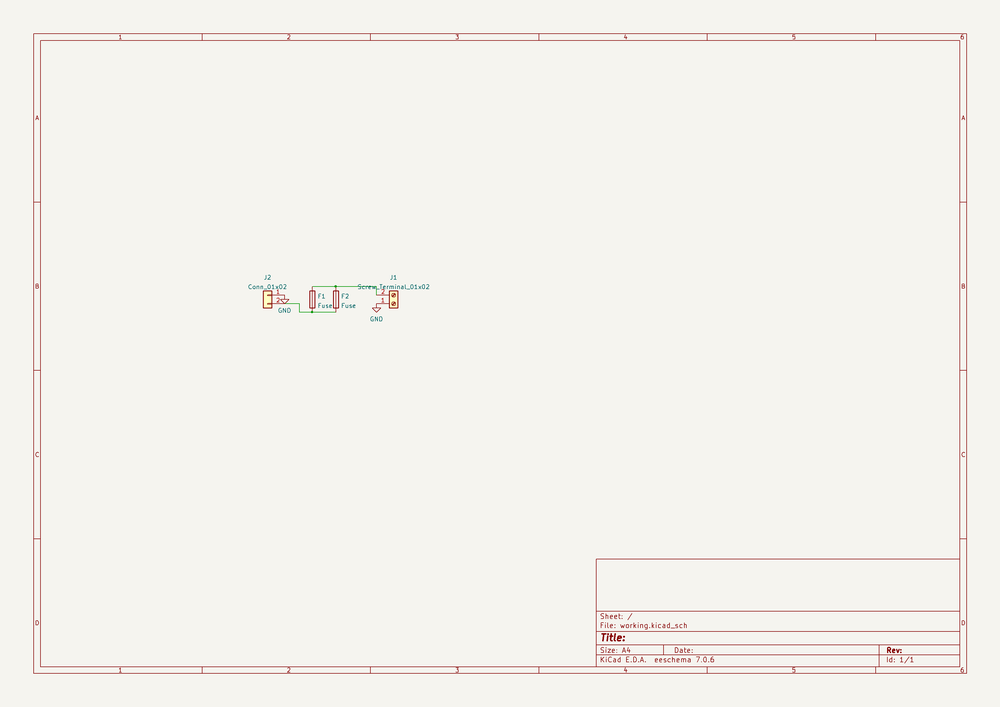 1 2 3 4 5 6
A A
J2 J1
Conn_01x02 Screw_Terminal_01x02
B B
1 F1 F2 2
2 Fuse Fuse 1
GND GND
C C
D D
Sheet: /
File: working.kicad_sch
Title:
Size: A4 Date: Rev:
KiCad E.D.A. eeschema 7.0.6 Id: 1/1
1 2 3 4 5 6